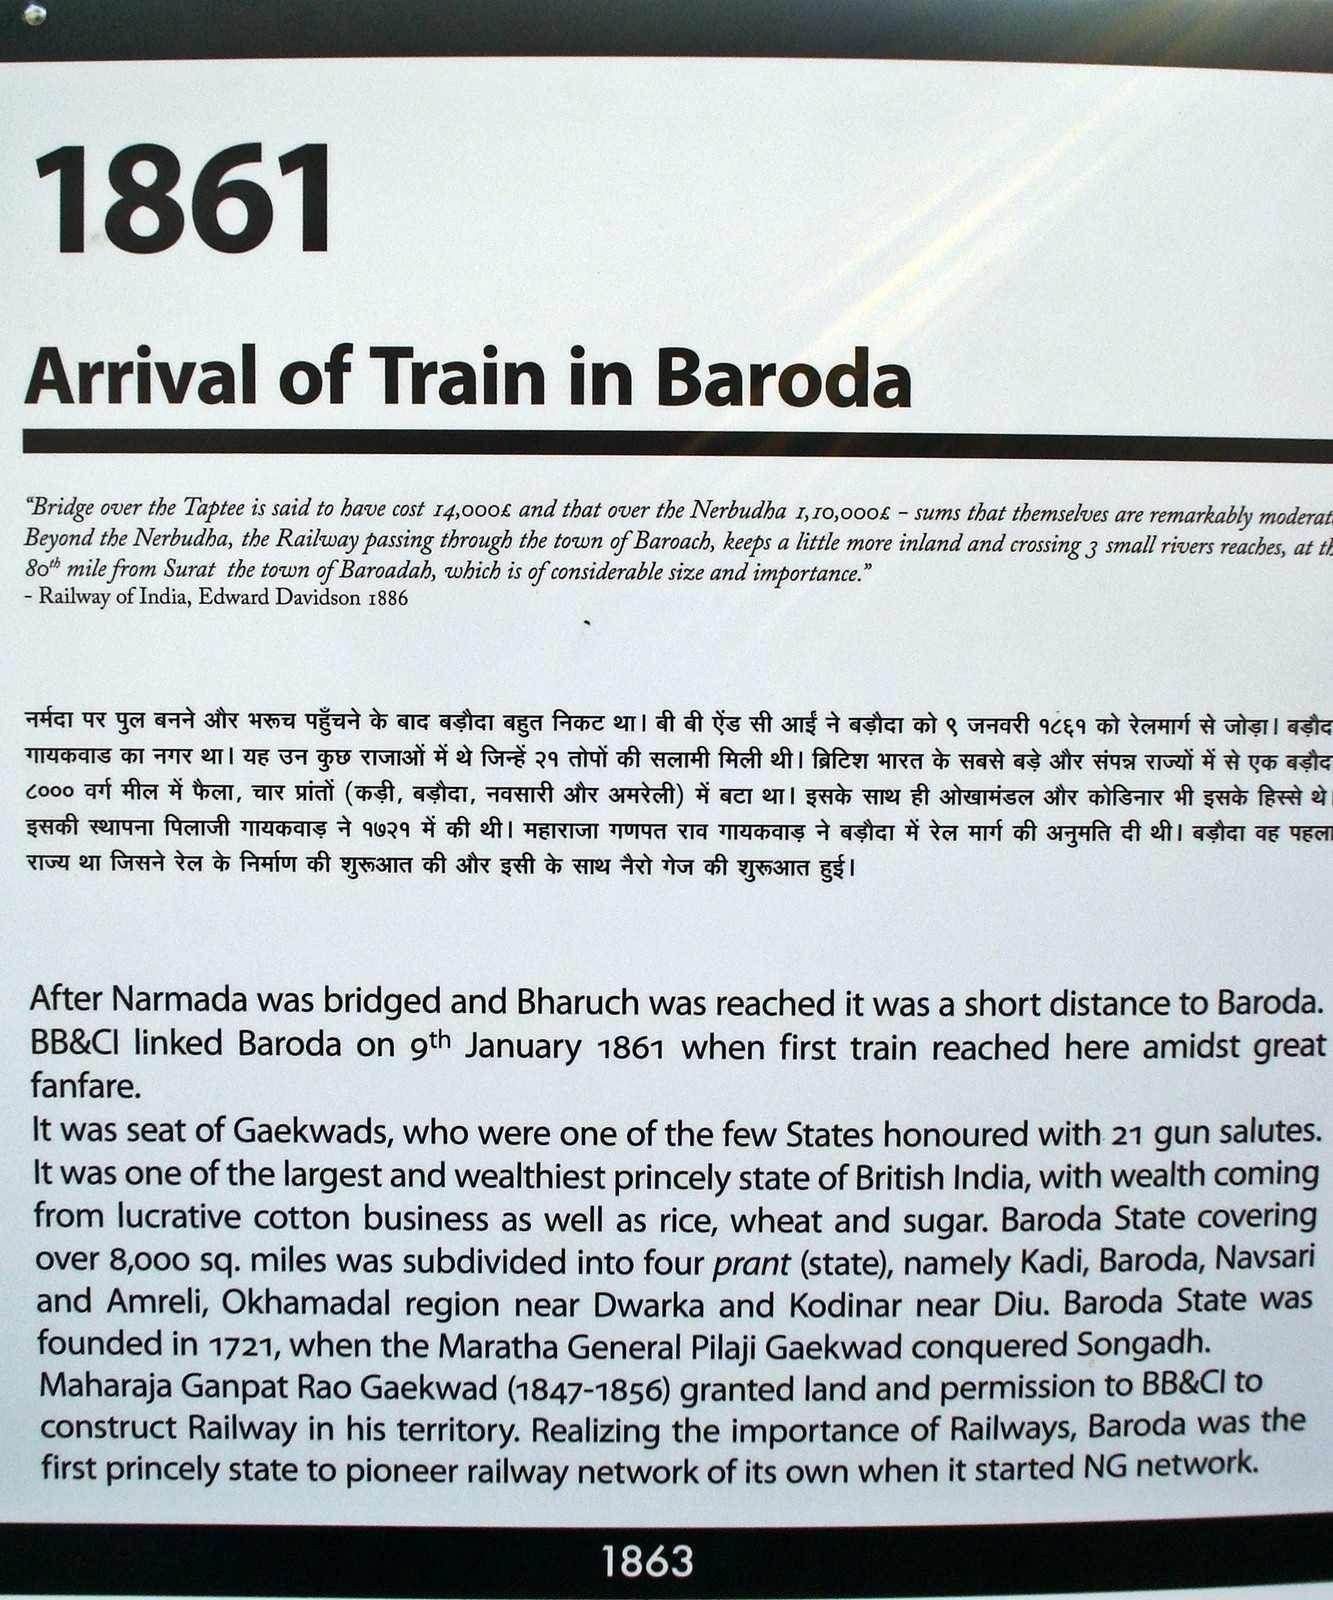 1861
Arrival of Train in Baroda
“Bridge over the Taptee is said to have cost 14,000£ and that over the Nerbudha 1,10,000£ – sums that themselves are remarkably
Beyond the Nerbudha, the Railway passing through the town of Baroach, keeps a little more inland and crossing 3 small rivers reaches, at
80th mile from Surat the town of Baroadah, which is of considerable size and importance.”
- Railway of India, Edward Davidson 1886
नर्मदा पर पुल बनने और भरूच पहुँचने के बाद बड़ौदा बहुत निकट था। बी बी ऐंड सी आई ने बड़ौदा को ९ जनवरी १८६१ को रेलमार्ग से जोड़ा।
गायकवाड का नगर था। यह उन कुछ राजाओं में थे जिन्हें २१ तोपों की सलामी मिली थी। ब्रिटिश भारत के सबसे बड़े और संपन्न राज्यों में से एक
८००० वर्ग मील में फैला, चार प्रांतों (कड़ी, बड़ौदा, नवसारी और अमरेली) में बटा था। इसके साथ ही ओखामंडल और कोडिनार भी इसके हिस्से थे।
इसकी स्थापना पिलाजी गायकवाड़ ने १७२१ में की थी। महाराजा गणपत राव गायकवाड़ ने बड़ौदा में रेल मार्ग की अनुमति दी थी। बड़ौदा वह पहला
राज्य था जिसने रेल के निर्माण की शुरूआत की और इसी के साथ नैरो गेज की शुरूआत हुई।
After Narmada was bridged and Bharuch was reached it was a short distance to Baroda.
BB&CI linked Baroda on 9th January 1861 when first train reached here amidst great
fanfare.
It was seat of Gaekwads, who were one of the few States honoured with 21 gun salutes.
It was one of the largest and wealthiest princely state of British India, with wealth coming
from lucrative cotton business as well as rice, wheat and sugar. Baroda State covering
over 8,000 sq. miles was subdivided into four prant (state), namely Kadi, Baroda, Navsari
and Amreli, Okhamadal region near Dwarka and Kodinar near Diu. Baroda State was
founded in 1721, when the Maratha General Pilaji Gaekwad conquered Songadh.
Maharaja Ganpat Rao Gaekwad (1847-1856) granted land and permission to BB&CI to
construct Railway in his territory. Realizing the importance of Railways, Baroda was the
first princely state to pioneer railway network of its own when it started NG network.
1863